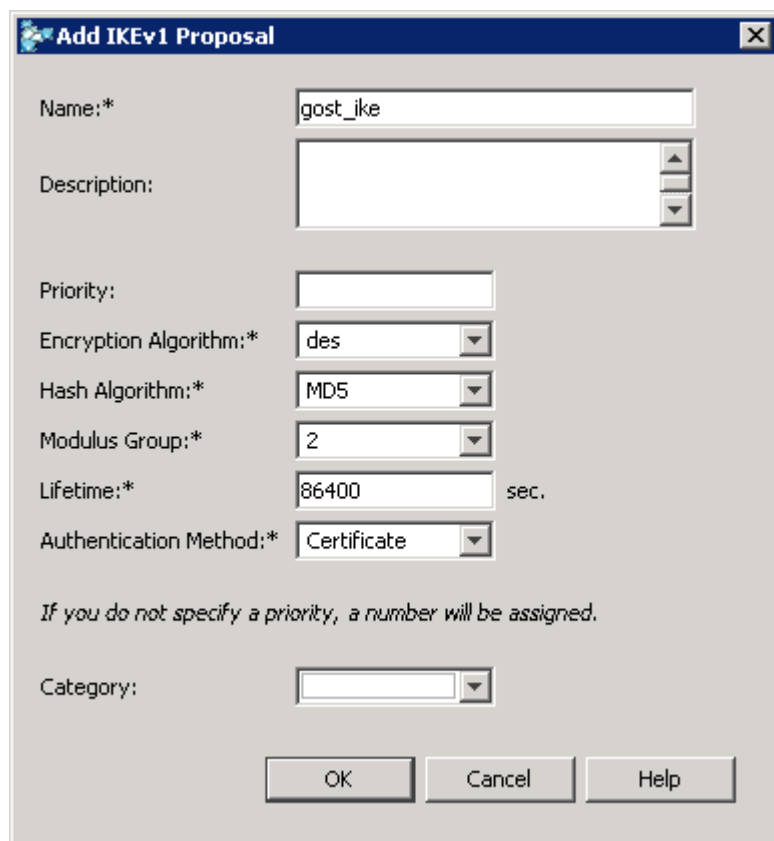 Add IKEv1 Proposal
Name:* gost_ike
Description:
Priority:
Encryption Algorithm:* des
Hash Algorithm:* MD5
Modulus Group:* 2
Lifetime:* 86400 sec.
Authentication Method:* Certificate
If you do not specify a priority, a number will be assigned.
Category:
OK Cancel Help